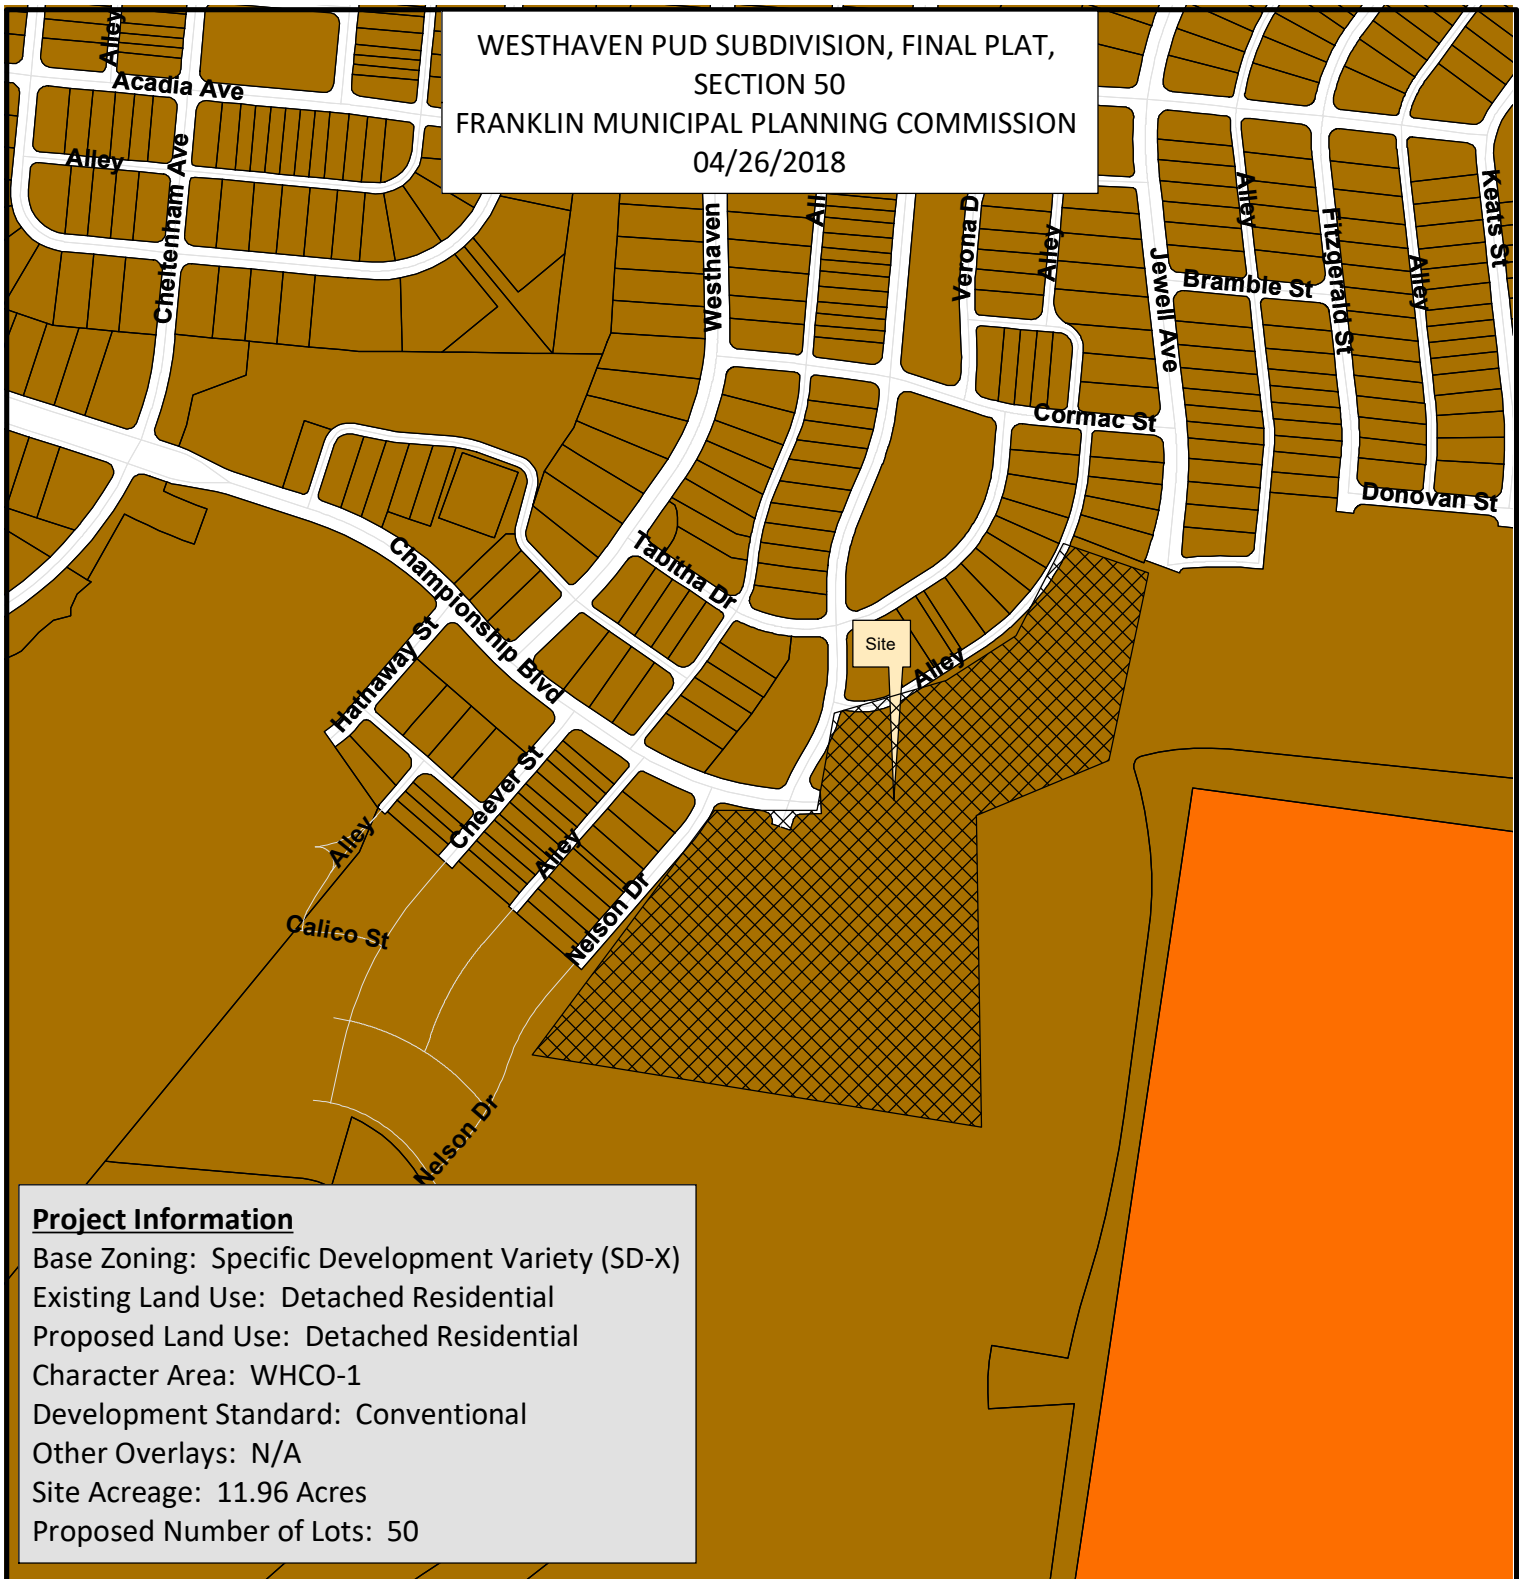 WESTHAVEN PUD SUBDIVISION, FINAL PLAT,
SECTION 50
FRANKLIN MUNICIPAL PLANNING COMMISSION
04/26/2018
Alley
Acadia Ave
Alley
Cheltenham Ave
Westhaven
All
Verona D
Alley
Jewell Ave
Alley
Bramble St
Fitzgerald St
Alley
Keats St
Cormac St
Donovan St
Championship Blvd
Tabitha Dr
Site
Alley
Hathaway St
Cheever St
Alley
Alley
Nelson Dr
Calico St
Nelson Dr
Project Information
Base Zoning: Specific Development Variety (SD-X)
Existing Land Use: Detached Residential
Proposed Land Use: Detached Residential
Character Area: WHCO-1
Development Standard: Conventional
Other Overlays: N/A
Site Acreage: 11.96 Acres
Proposed Number of Lots: 50